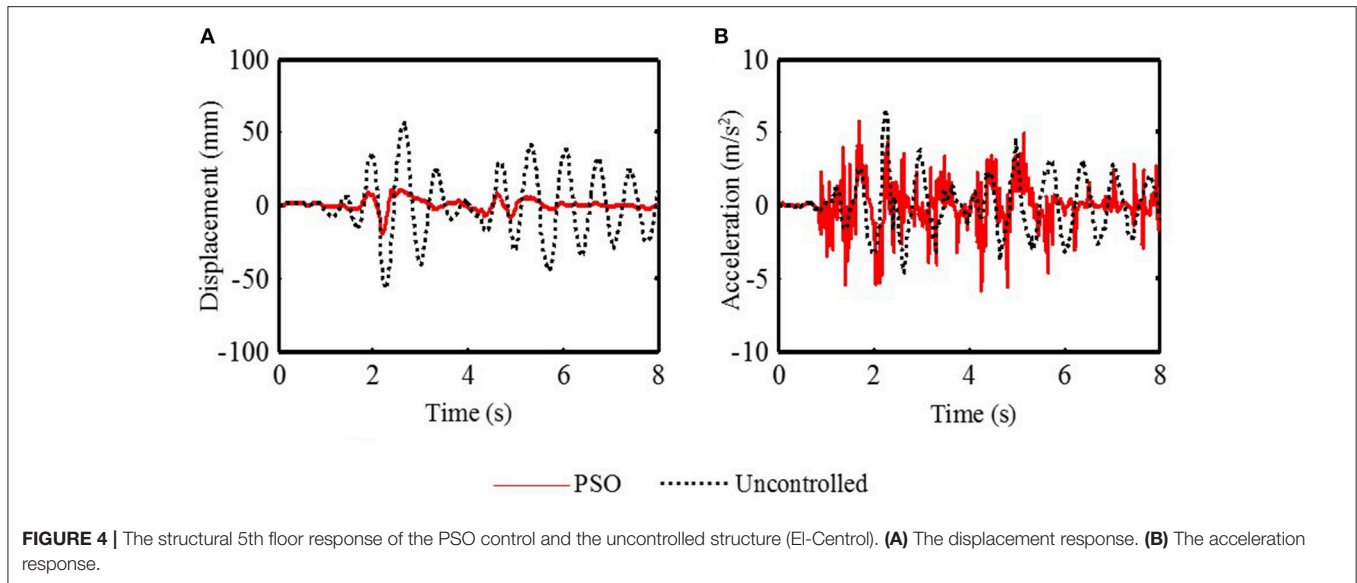 A
B
100
50
0
-50
-100
Displacement (mm)
0 2 4 6 8
Time (s)
10
5
0
-5
-10
Acceleration (m/s²)
0 2 4 6 8
Time (s)
PSO Uncontrolled
FIGURE 4 | The structural 5th floor response of the PSO control and the uncontrolled structure (El-Centrol). (A) The displacement response. (B) The acceleration
response.